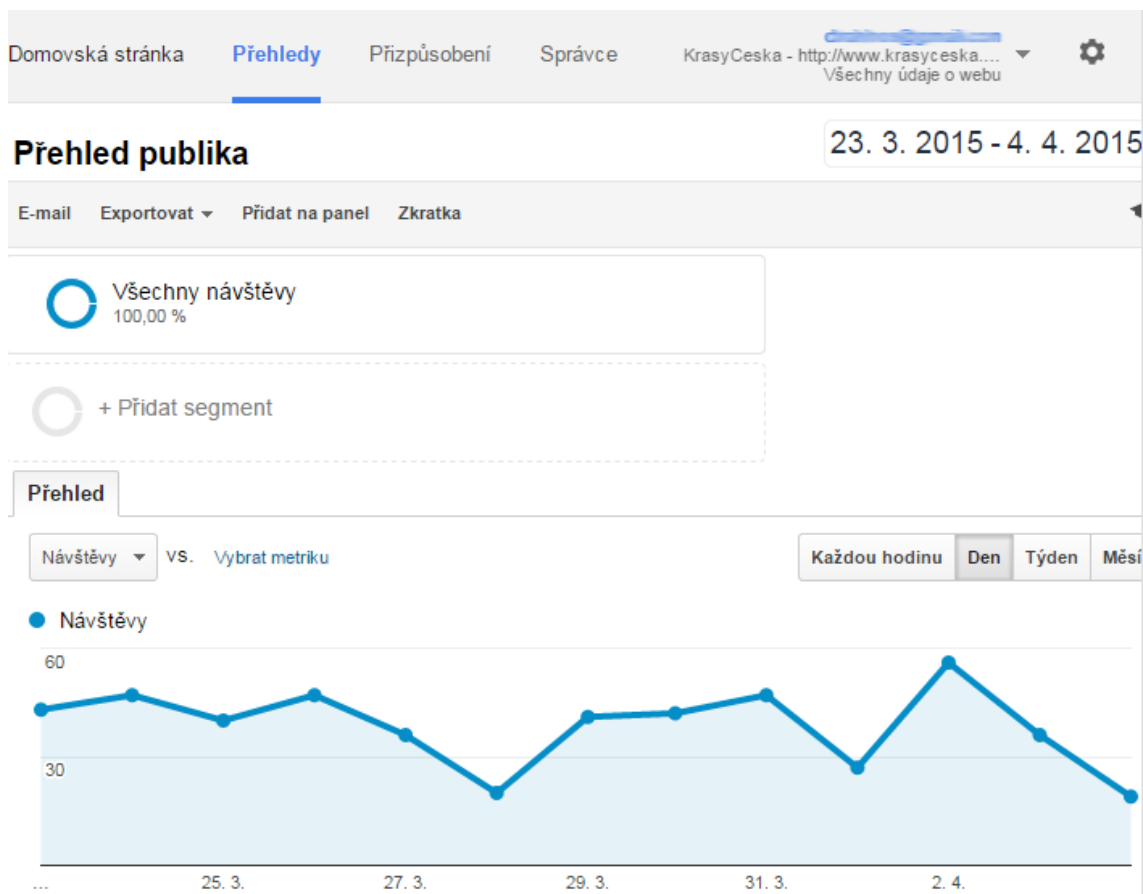 Domovská stránka Přehledy Přizpůsobení Správce KrasyCeska - http://www.krasyceska....
Všechny údaje o webu
Přehled publika 23. 3. 2015 - 4. 4. 2015
E-mail Exportovat Přidat na panel Zkratka
Všechny návštěvy
100,00 %
+ Přidat segment
Přehled
Návštěvy VS. Vybrat metriku Každou hodinu Den Týden Měsí
Návštěvy
60
30
... 25. 3. 27. 3. 29. 3. 31. 3. 2. 4.